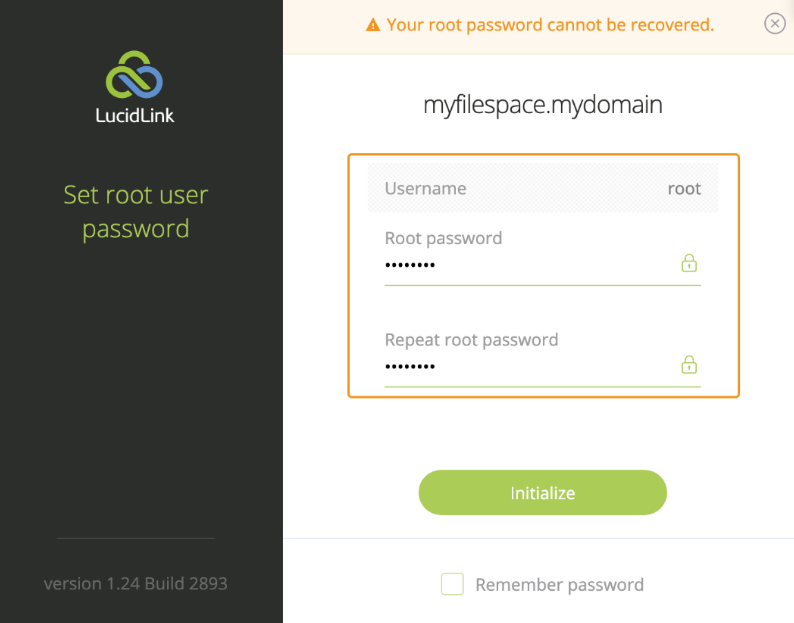 Your root password cannot be recovered.
LucidLink
Set root user
password
version 1.24 Build 2893
myfilespace.mydomain
Username root
Root password
••••••••
Repeat root password
••••••••
Initialize
Remember password